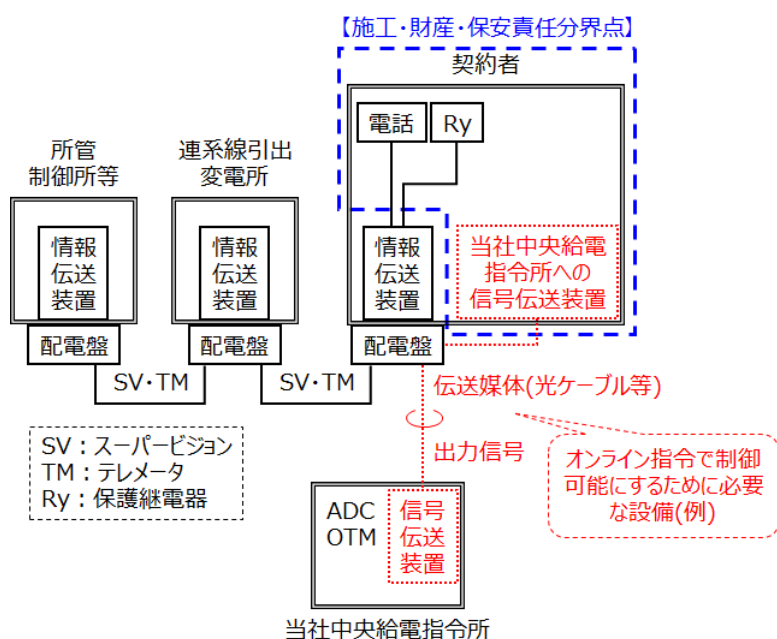 【施工・財産・保安責任分界点】
契約者
電話
Ry
所管
制御所等
連系線引出
変電所
情報
伝送
装置
情報
伝送
装置
情報
伝送
装置
当社中央給電
指令所への
信号伝送装置
配電盤
配電盤
配電盤
SV・TM
SV・TM
伝送媒体(光ケーブル等)
出力信号
SV：スーパービジョン
TM：テレメータ
Ry：保護継電器
オンライン指令で制御
可能にするために必要
な設備(例)
ADC
OTM
信号
伝送
装置
当社中央給電指令所